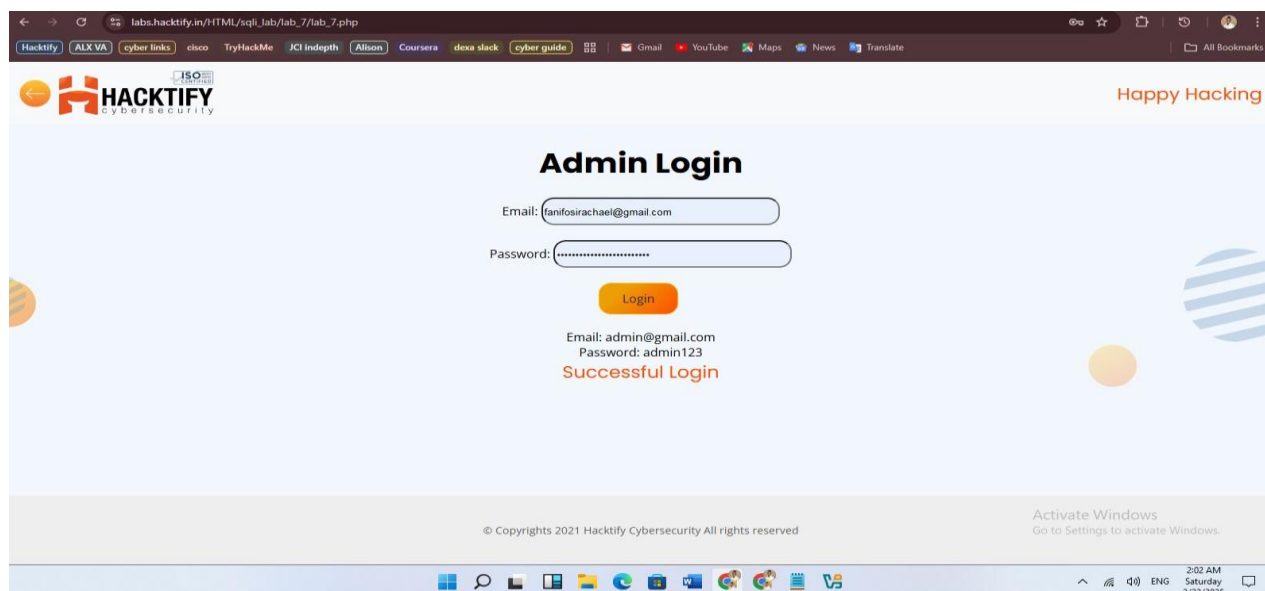 labs.hacktify.in/HTML/sqli_lab/lab_7/lab_7.php
Hacktify ALX VA cyber links cisco TryHackMe JCI indepth Alison Coursera dexa slack cyber guide Gmail YouTube Maps News Translate All Bookmarks
ISO
CERTIFIED
HACKTIFY
cybersecurity
Happy Hacking
Admin Login
Email: fanifosirachael@gmail.com
Password: ••••••••••••••••••••••••
Login
Email: admin@gmail.com
Password: admin123
Successful Login
© Copyrights 2021 Hacktify Cybersecurity All rights reserved
Activate Windows
Go to Settings to activate Windows.
2:02 AM
ENG Saturday